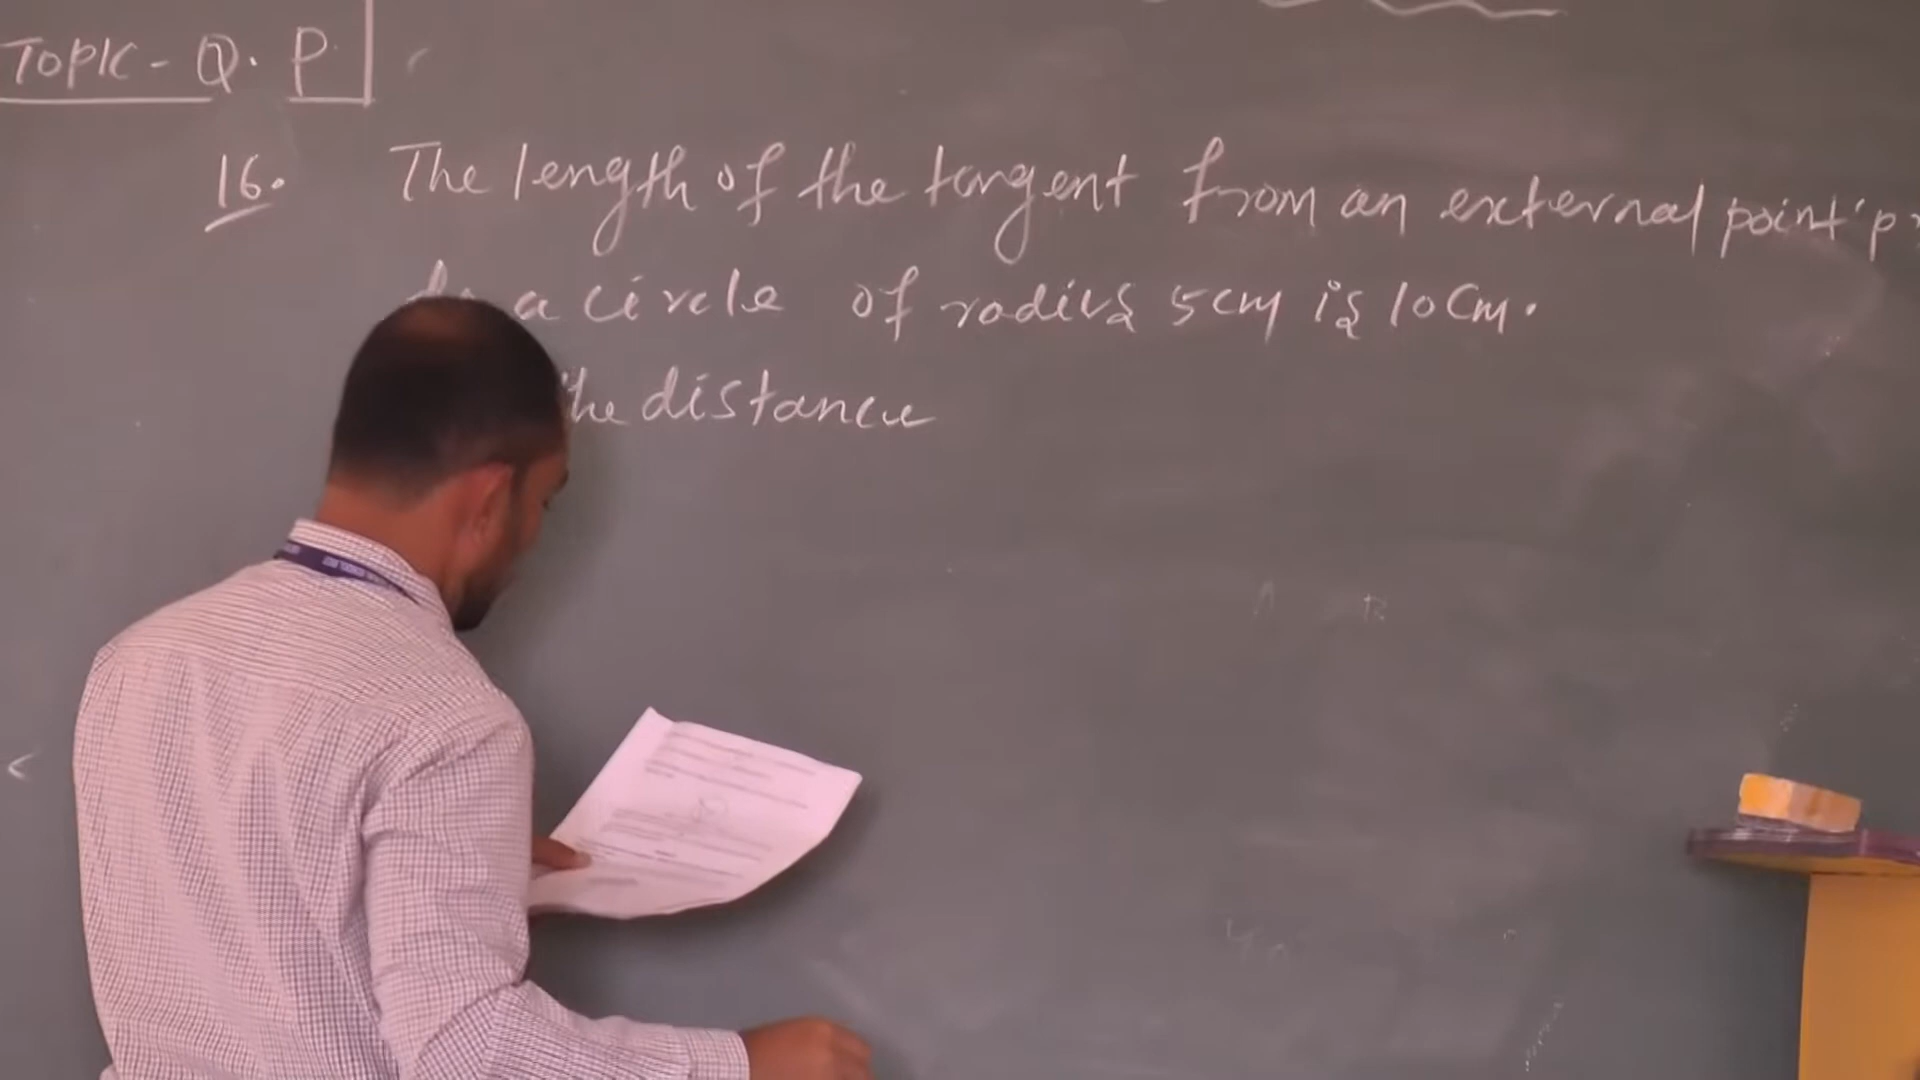 TOPIC - Q. P.
16. The length of the tangent from an external point 'p'
a circle of radius 5cm is 10cm.
the distance